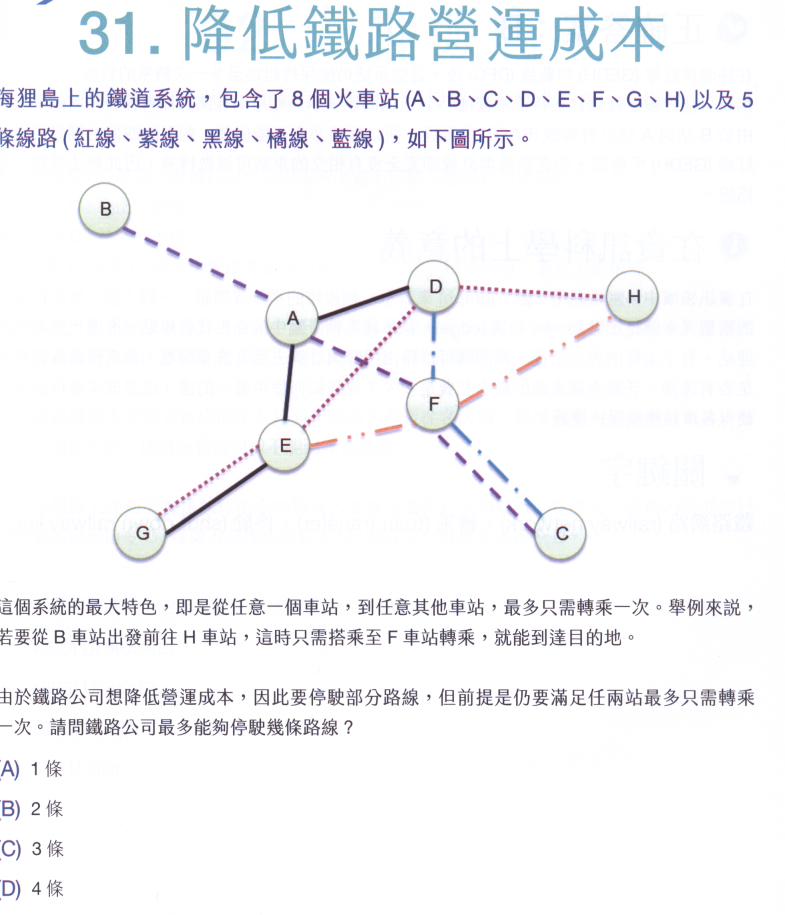 31. 降低鐵路營運成本
海狸島上的鐵道系統，包含了 8 個火車站 (A、B、C、D、E、F、G、H) 以及 5
條線路 ( 紅線、紫線、黑線、橘線、藍線 )，如下圖所示。
B
D
H
A
F
E
G
C
這個系統的最大特色，即是從任意一個車站，到任意其他車站，最多只需轉乘一次。舉例來說，
若要從 B 車站出發前往 H 車站，這時只需搭乘至 F 車站轉乘，就能到達目的地。
由於鐵路公司想降低營運成本，因此要停駛部分路線，但前提是仍要滿足任兩站最多只需轉乘
一次。請問鐵路公司最多能夠停駛幾條路線？
(A) 1 條
(B) 2 條
(C) 3 條
(D) 4 條